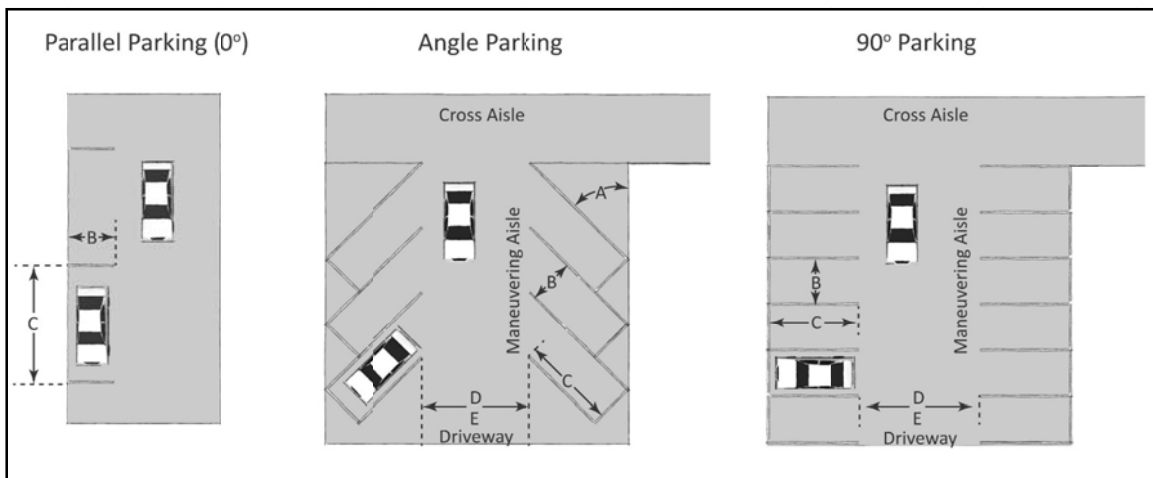 Parallel Parking (0°)
Angle Parking
90° Parking
B
C
Cross Aisle
A
Maneuvering Aisle
B
C
D
E
Driveway
Cross Aisle
Maneuvering Aisle
B
C
D
E
Driveway